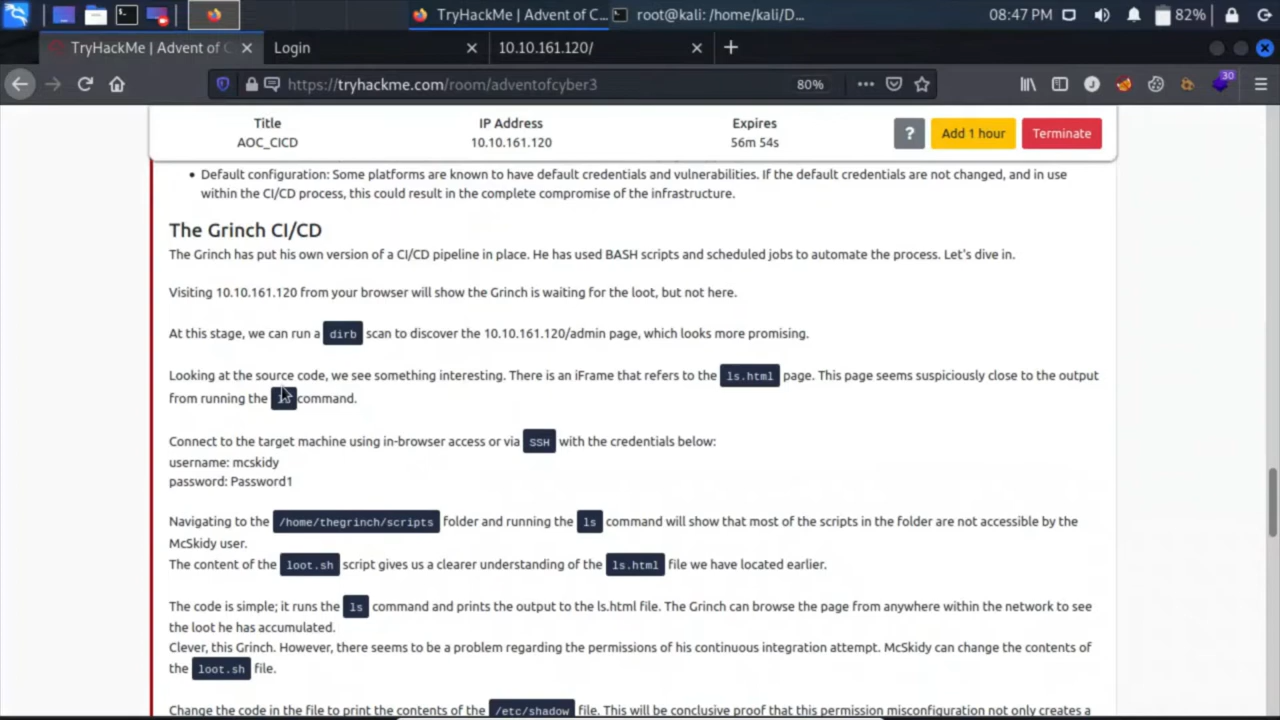 TryHackMe | Advent of C... root@kali: /home/kali/D... 08:47 PM 82%
TryHackMe | Advent of C Login 10.10.161.120/
https://tryhackme.com/room/adventofcyber3 80% 30
Title IP Address Expires
AOC_CICD 10.10.161.120 56m 54s ? Add 1 hour Terminate
• Default configuration: Some platforms are known to have default credentials and vulnerabilities. If the default credentials are not changed, and in use
within the CI/CD process, this could result in the complete compromise of the infrastructure.
The Grinch CI/CD
The Grinch has put his own version of a CI/CD pipeline in place. He has used BASH scripts and scheduled jobs to automate the process. Let's dive in.
Visiting 10.10.161.120 from your browser will show the Grinch is waiting for the loot, but not here.
At this stage, we can run a dirb scan to discover the 10.10.161.120/admin page, which looks more promising.
Looking at the source code, we see something interesting. There is an iFrame that refers to the ls.html page. This page seems suspiciously close to the output
from running the ls command.
Connect to the target machine using in-browser access or via SSH with the credentials below:
username: mcskidy
password: Password1
Navigating to the /home/thegrinch/scripts folder and running the ls command will show that most of the scripts in the folder are not accessible by the
McSkidy user.
The content of the loot.sh script gives us a clearer understanding of the ls.html file we have located earlier.
The code is simple; it runs the ls command and prints the output to the ls.html file. The Grinch can browse the page from anywhere within the network to see
the loot he has accumulated.
Clever, this Grinch. However, there seems to be a problem regarding the permissions of his continuous integration attempt. McSkidy can change the contents of
the loot.sh file.
Change the code in the file to print the contents of the /etc/shadow file. This will be conclusive proof that this permission misconfiguration not only creates a